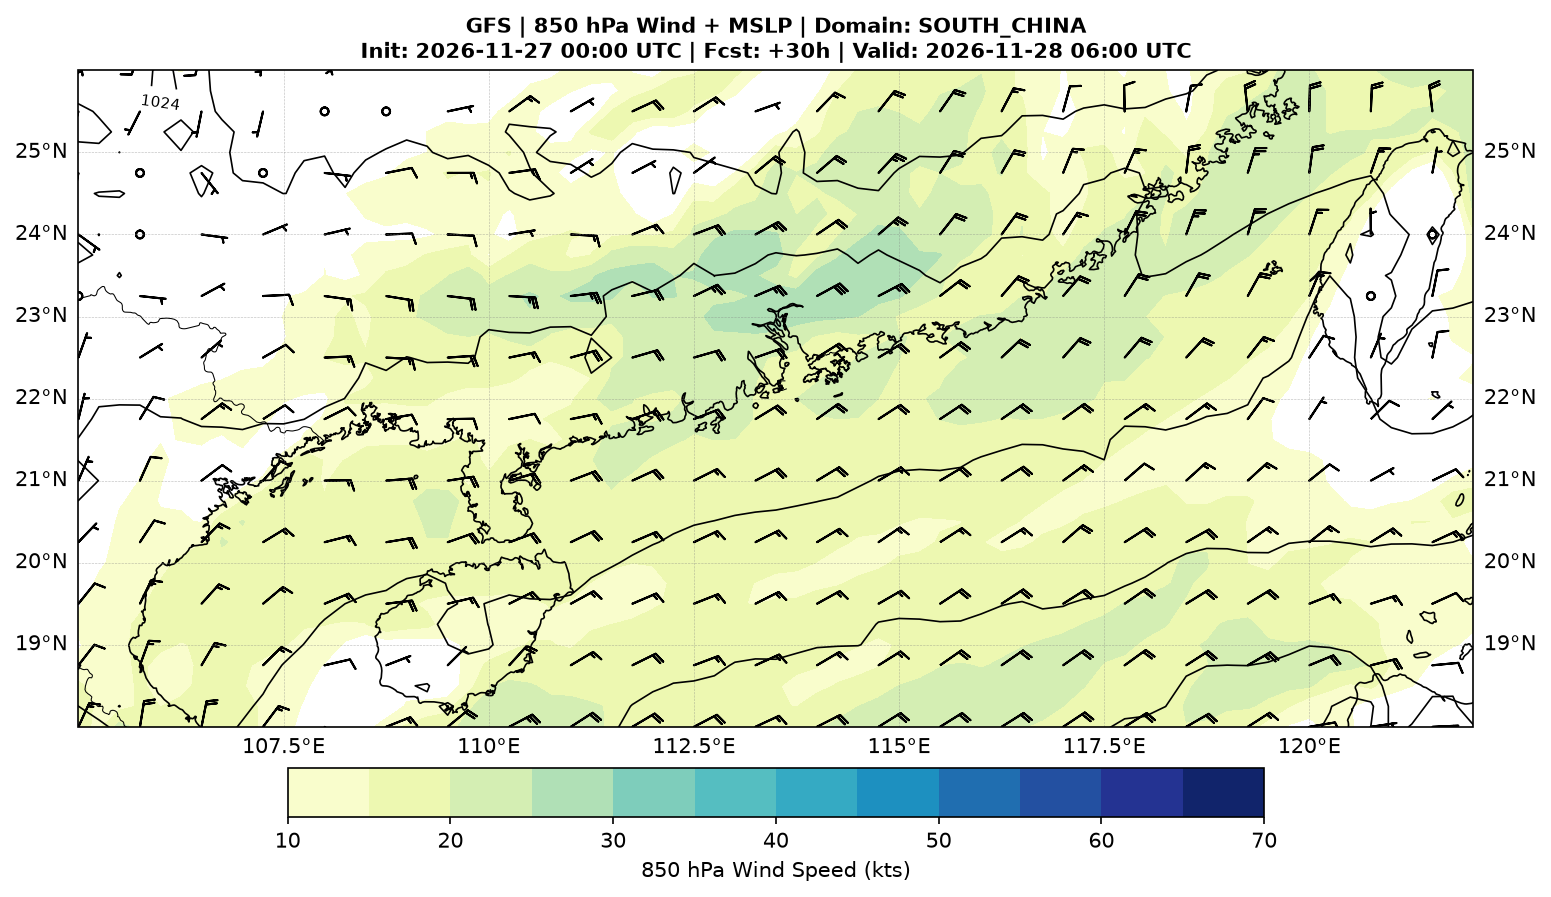 GFS | 850 hPa Wind + MSLP | Domain: SOUTH_CHINA
Init: 2026-11-27 00:00 UTC | Fcst: +30h | Valid: 2026-11-28 06:00 UTC
1024
25°N 25°N
24°N 24°N
23°N 23°N
22°N 22°N
21°N 21°N
20°N 20°N
19°N 19°N
107.5°E 110°E 112.5°E 115°E 117.5°E 120°E
10 20 30 40 50 60 70
850 hPa Wind Speed (kts)